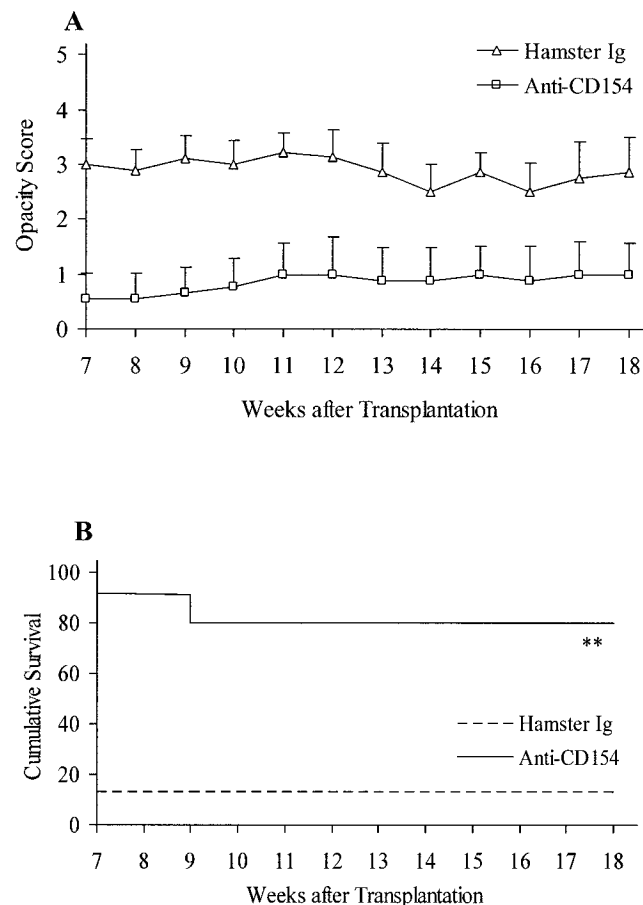 A
Hamster Ig
Anti-CD154
Opacity Score
5
4
3
2
1
0
7 8 9 10 11 12 13 14 15 16 17 18
Weeks after Transplantation
B
Cumulative Survival
100
80
60
40
20
0
**
Hamster Ig
Anti-CD154
7 8 9 10 11 12 13 14 15 16 17 18
Weeks after Transplantation